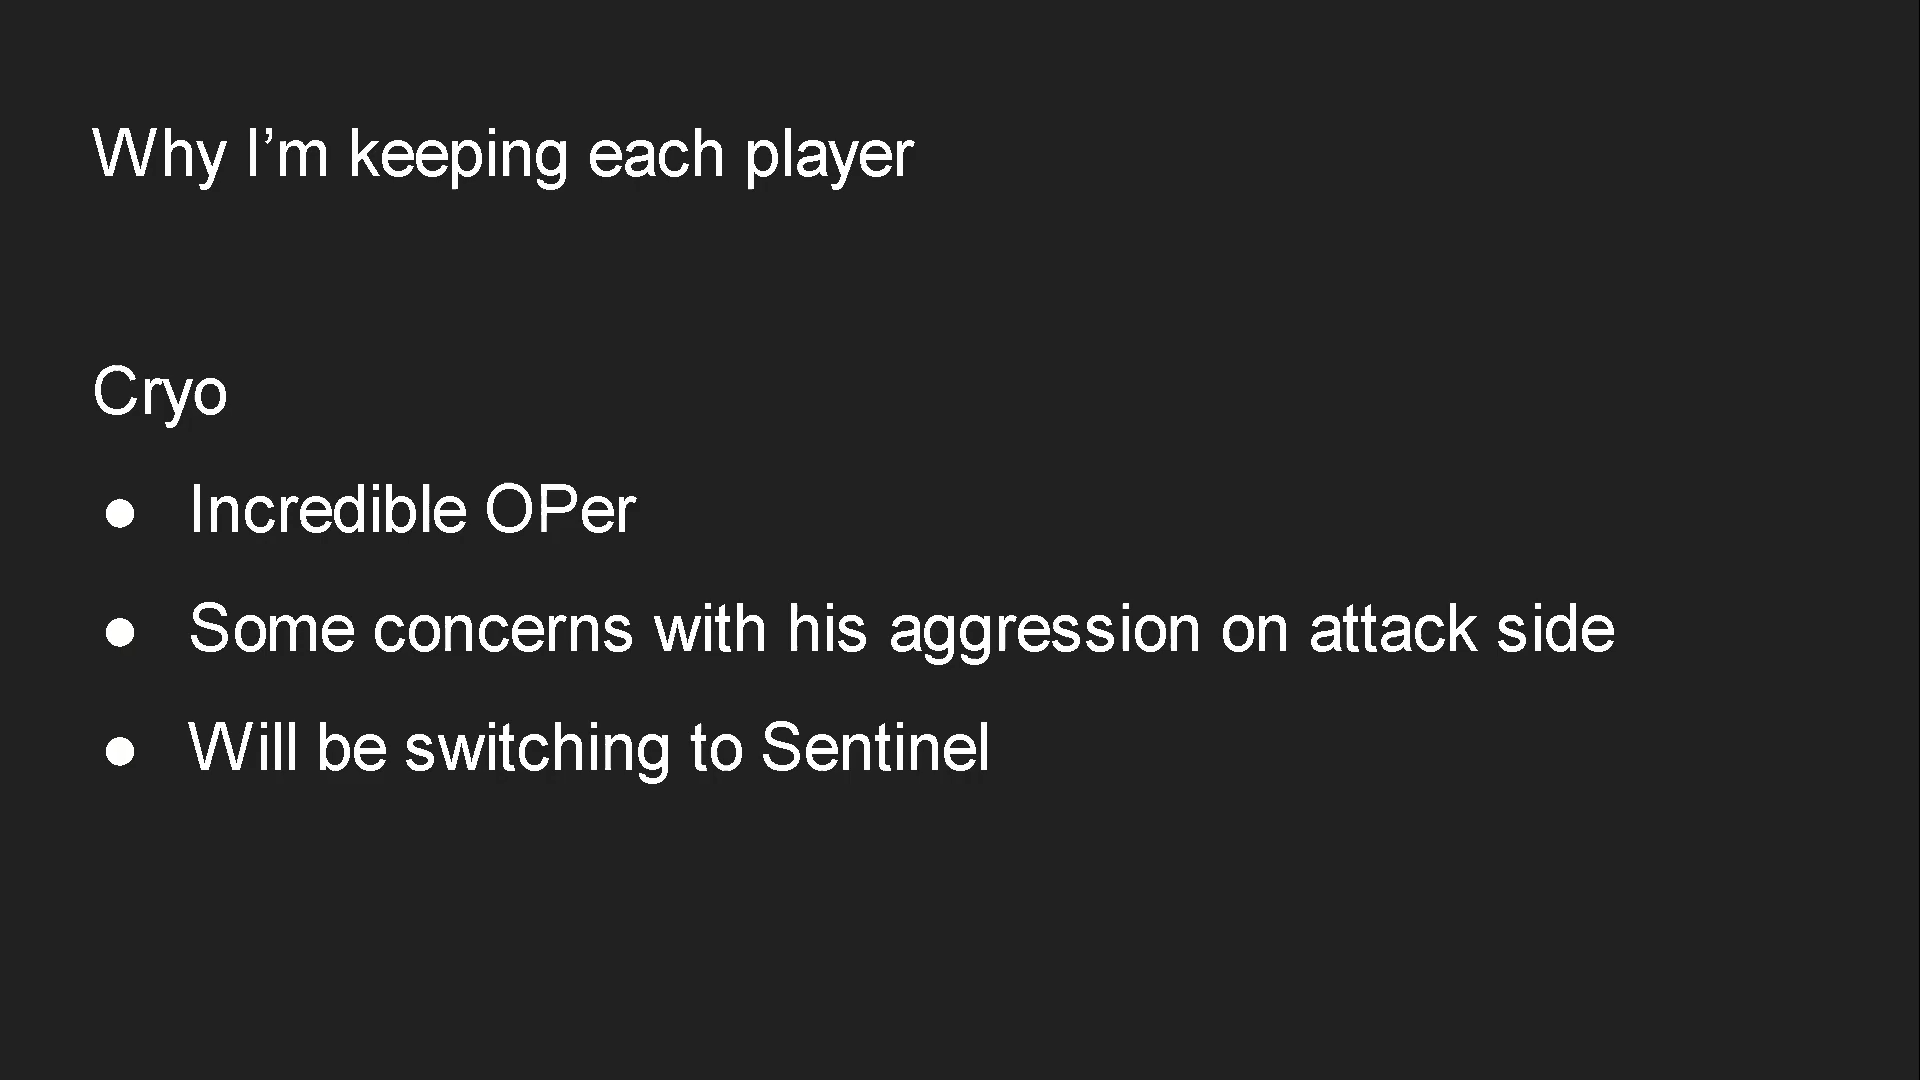 Why I’m keeping each player
Cryo
● Incredible OPer
● Some concerns with his aggression on attack side
● Will be switching to Sentinel